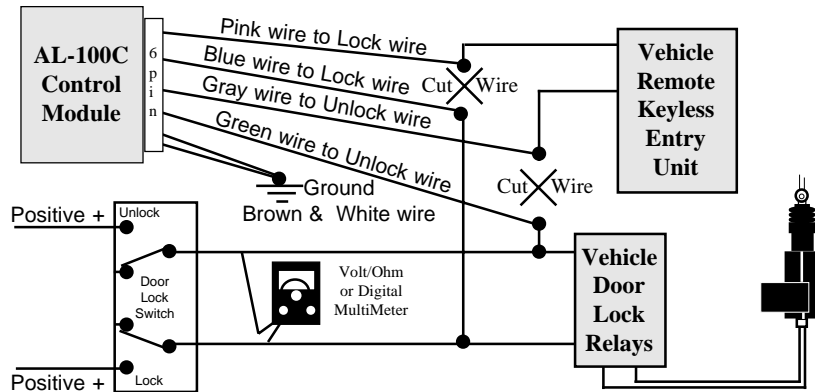 AL-100C
Control
Module
6 pin
Pink wire to Lock wire
Blue wire to Lock wire
Gray wire to Unlock wire
Green wire to Unlock wire
Cut Wire
Vehicle
Remote
Keyless
Entry
Unit
Cut Wire
Ground
Brown & White wire
Positive +
Unlock
Door
Lock
Switch
Lock
Positive +
Volt/Ohm
or Digital
MultiMeter
Vehicle
Door
Lock
Relays